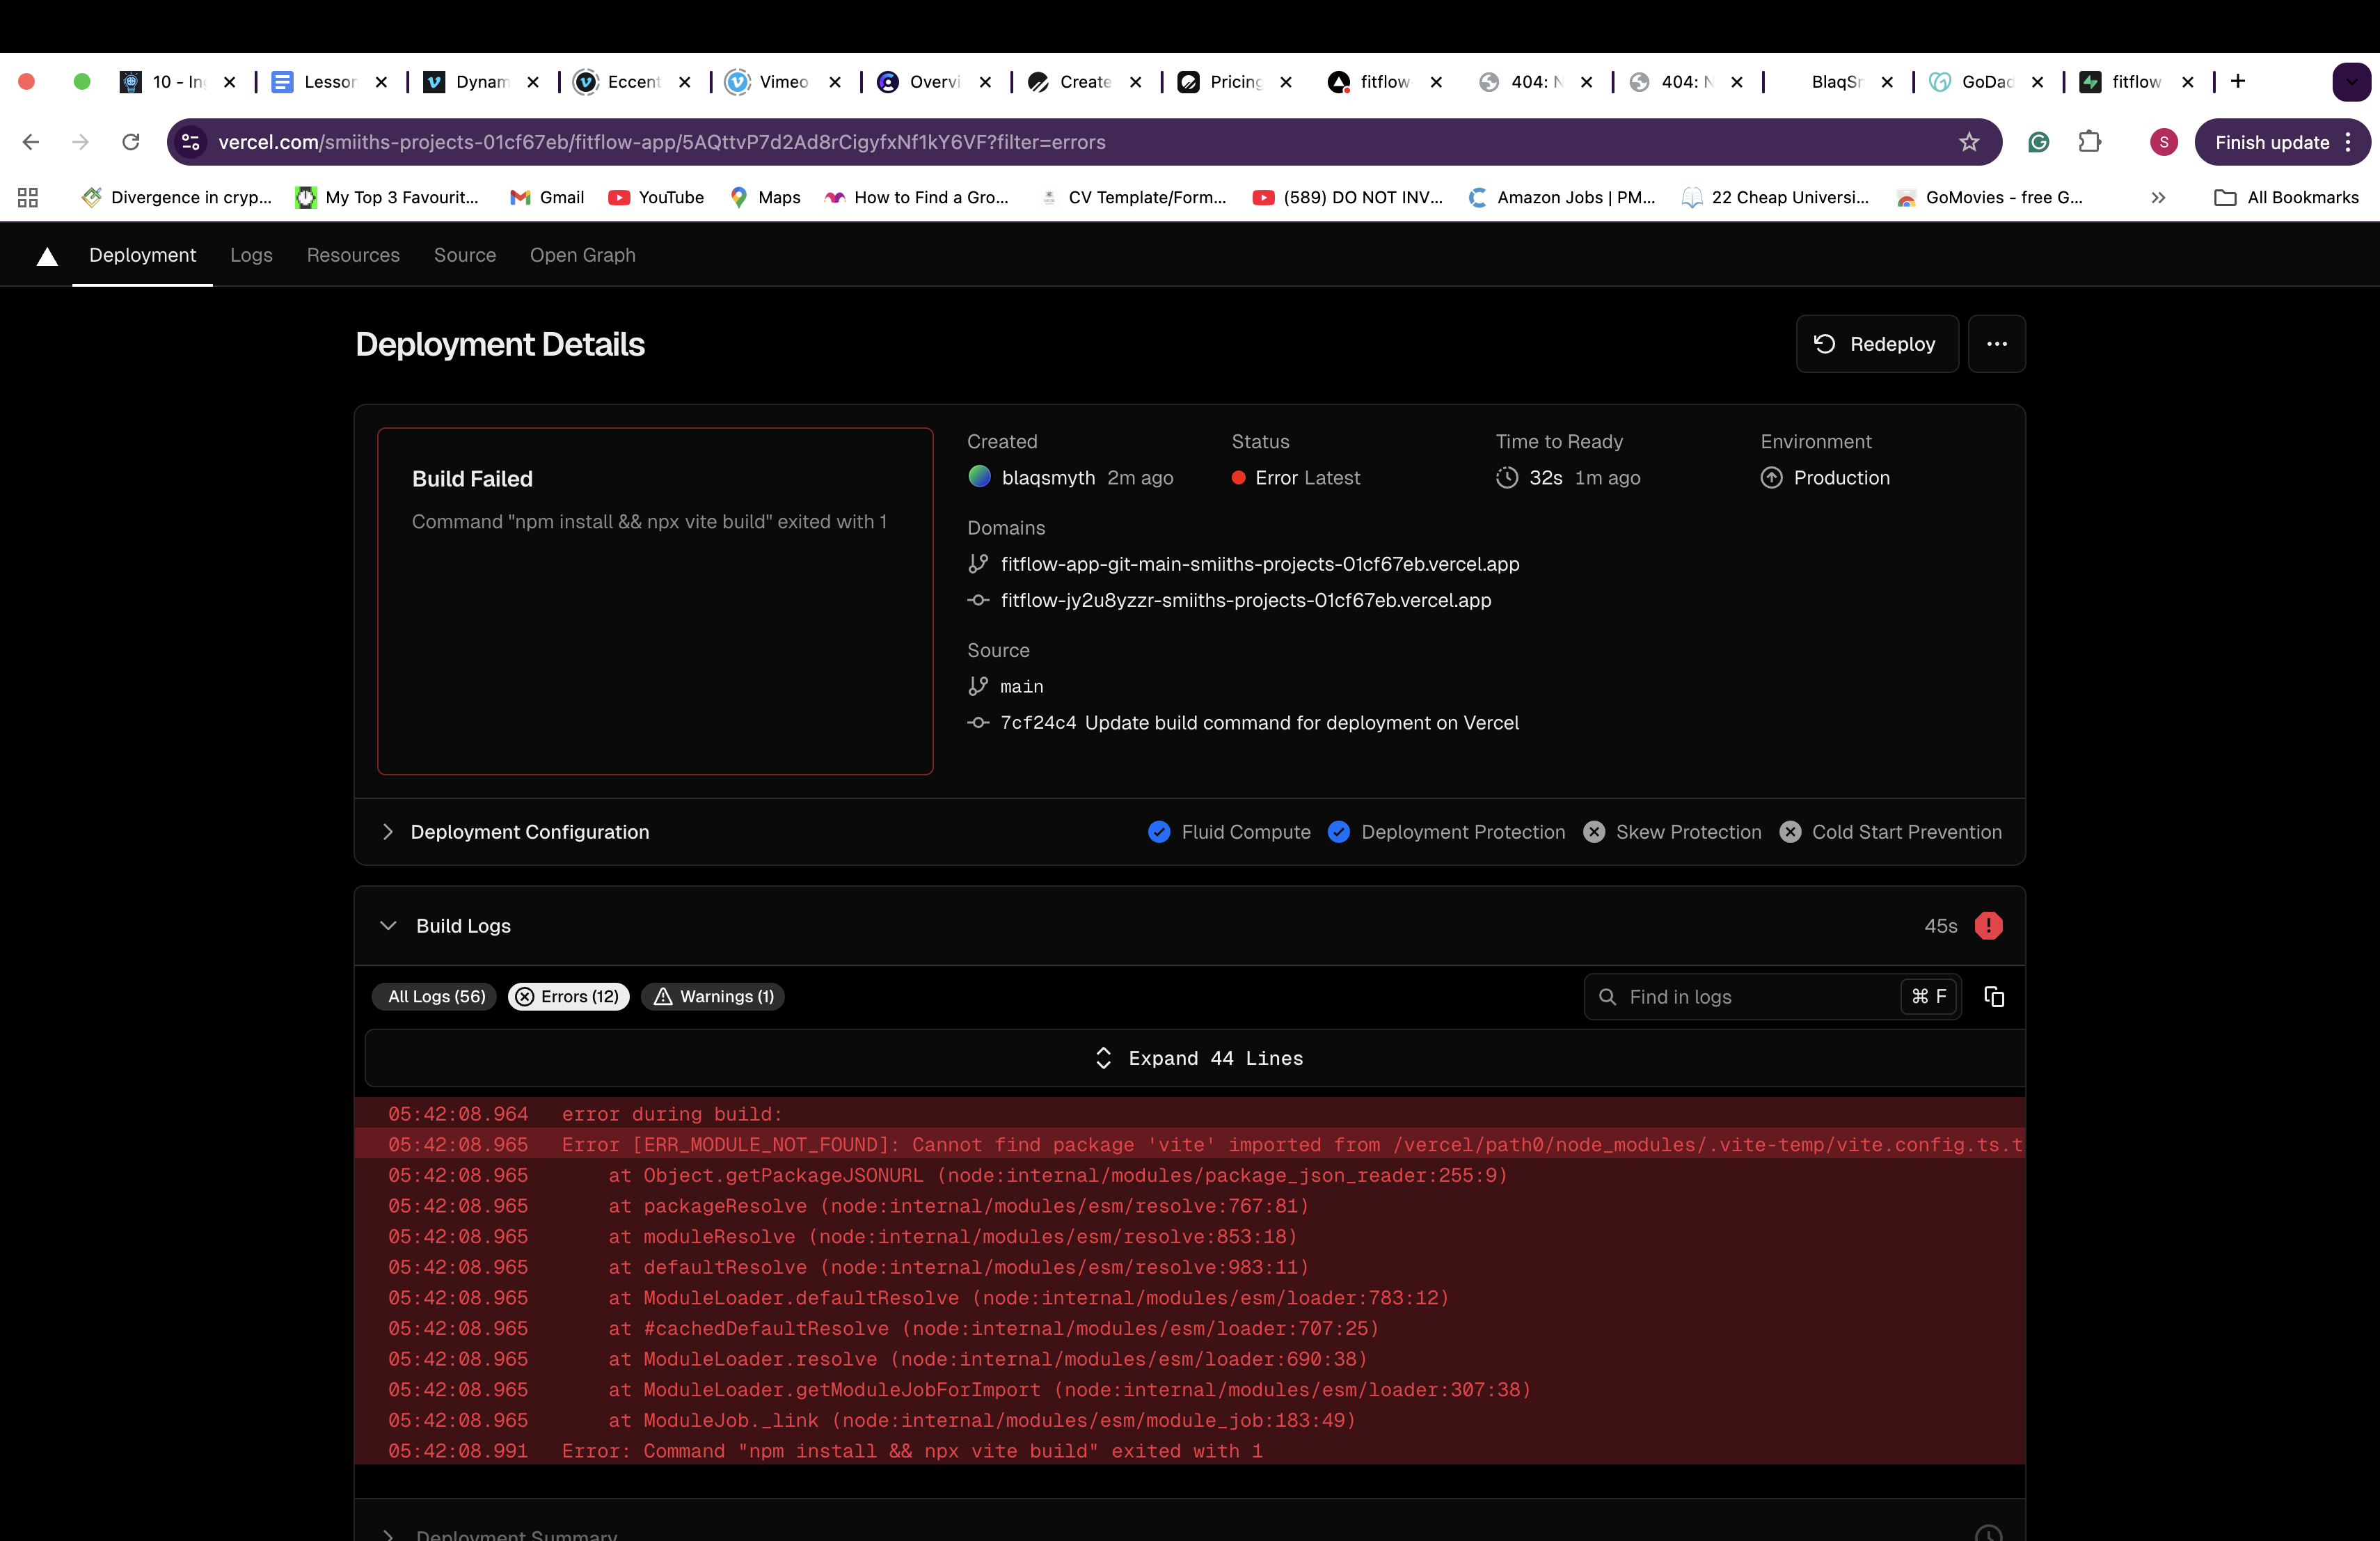 10 - In
Lesson
Dynam
Eccent
Vimeo
Overvi
Create
Pricing
fitflow
404: N
404: N
BlaqSr
GoDad
fitflow
vercel.com/smiiths-projects-01cf67eb/fitflow-app/5AQttvP7d2Ad8rCigyfxNf1kY6VF?filter=errors
S
Finish update
Divergence in cryp...
My Top 3 Favourit...
Gmail
YouTube
Maps
How to Find a Gro...
CV Template/Form...
(589) DO NOT INV...
Amazon Jobs | PM...
22 Cheap Universi...
GoMovies - free G...
All Bookmarks
Deployment
Logs
Resources
Source
Open Graph
Deployment Details
Redeploy
Build Failed
Command "npm install && npx vite build" exited with 1
Created
blaqsmyth 2m ago
Status
Error Latest
Time to Ready
32s 1m ago
Environment
Production
Domains
fitflow-app-git-main-smiiths-projects-01cf67eb.vercel.app
fitflow-jy2u8yzzr-smiiths-projects-01cf67eb.vercel.app
Source
main
7cf24c4 Update build command for deployment on Vercel
Deployment Configuration
Fluid Compute
Deployment Protection
Skew Protection
Cold Start Prevention
Build Logs
45s
All Logs (56)
Errors (12)
Warnings (1)
Find in logs
⌘ F
Expand 44 Lines
05:42:08.964 error during build:
05:42:08.965 Error [ERR_MODULE_NOT_FOUND]: Cannot find package 'vite' imported from /vercel/path0/node_modules/.vite-temp/vite.config.ts.t
05:42:08.965 at Object.getPackageJSONURL (node:internal/modules/package_json_reader:255:9)
05:42:08.965 at packageResolve (node:internal/modules/esm/resolve:767:81)
05:42:08.965 at moduleResolve (node:internal/modules/esm/resolve:853:18)
05:42:08.965 at defaultResolve (node:internal/modules/esm/resolve:983:11)
05:42:08.965 at ModuleLoader.defaultResolve (node:internal/modules/esm/loader:783:12)
05:42:08.965 at #cachedDefaultResolve (node:internal/modules/esm/loader:707:25)
05:42:08.965 at ModuleLoader.resolve (node:internal/modules/esm/loader:690:38)
05:42:08.965 at ModuleLoader.getModuleJobForImport (node:internal/modules/esm/loader:307:38)
05:42:08.965 at ModuleJob._link (node:internal/modules/esm/module_job:183:49)
05:42:08.991 Error: Command "npm install && npx vite build" exited with 1
Deployment Summary